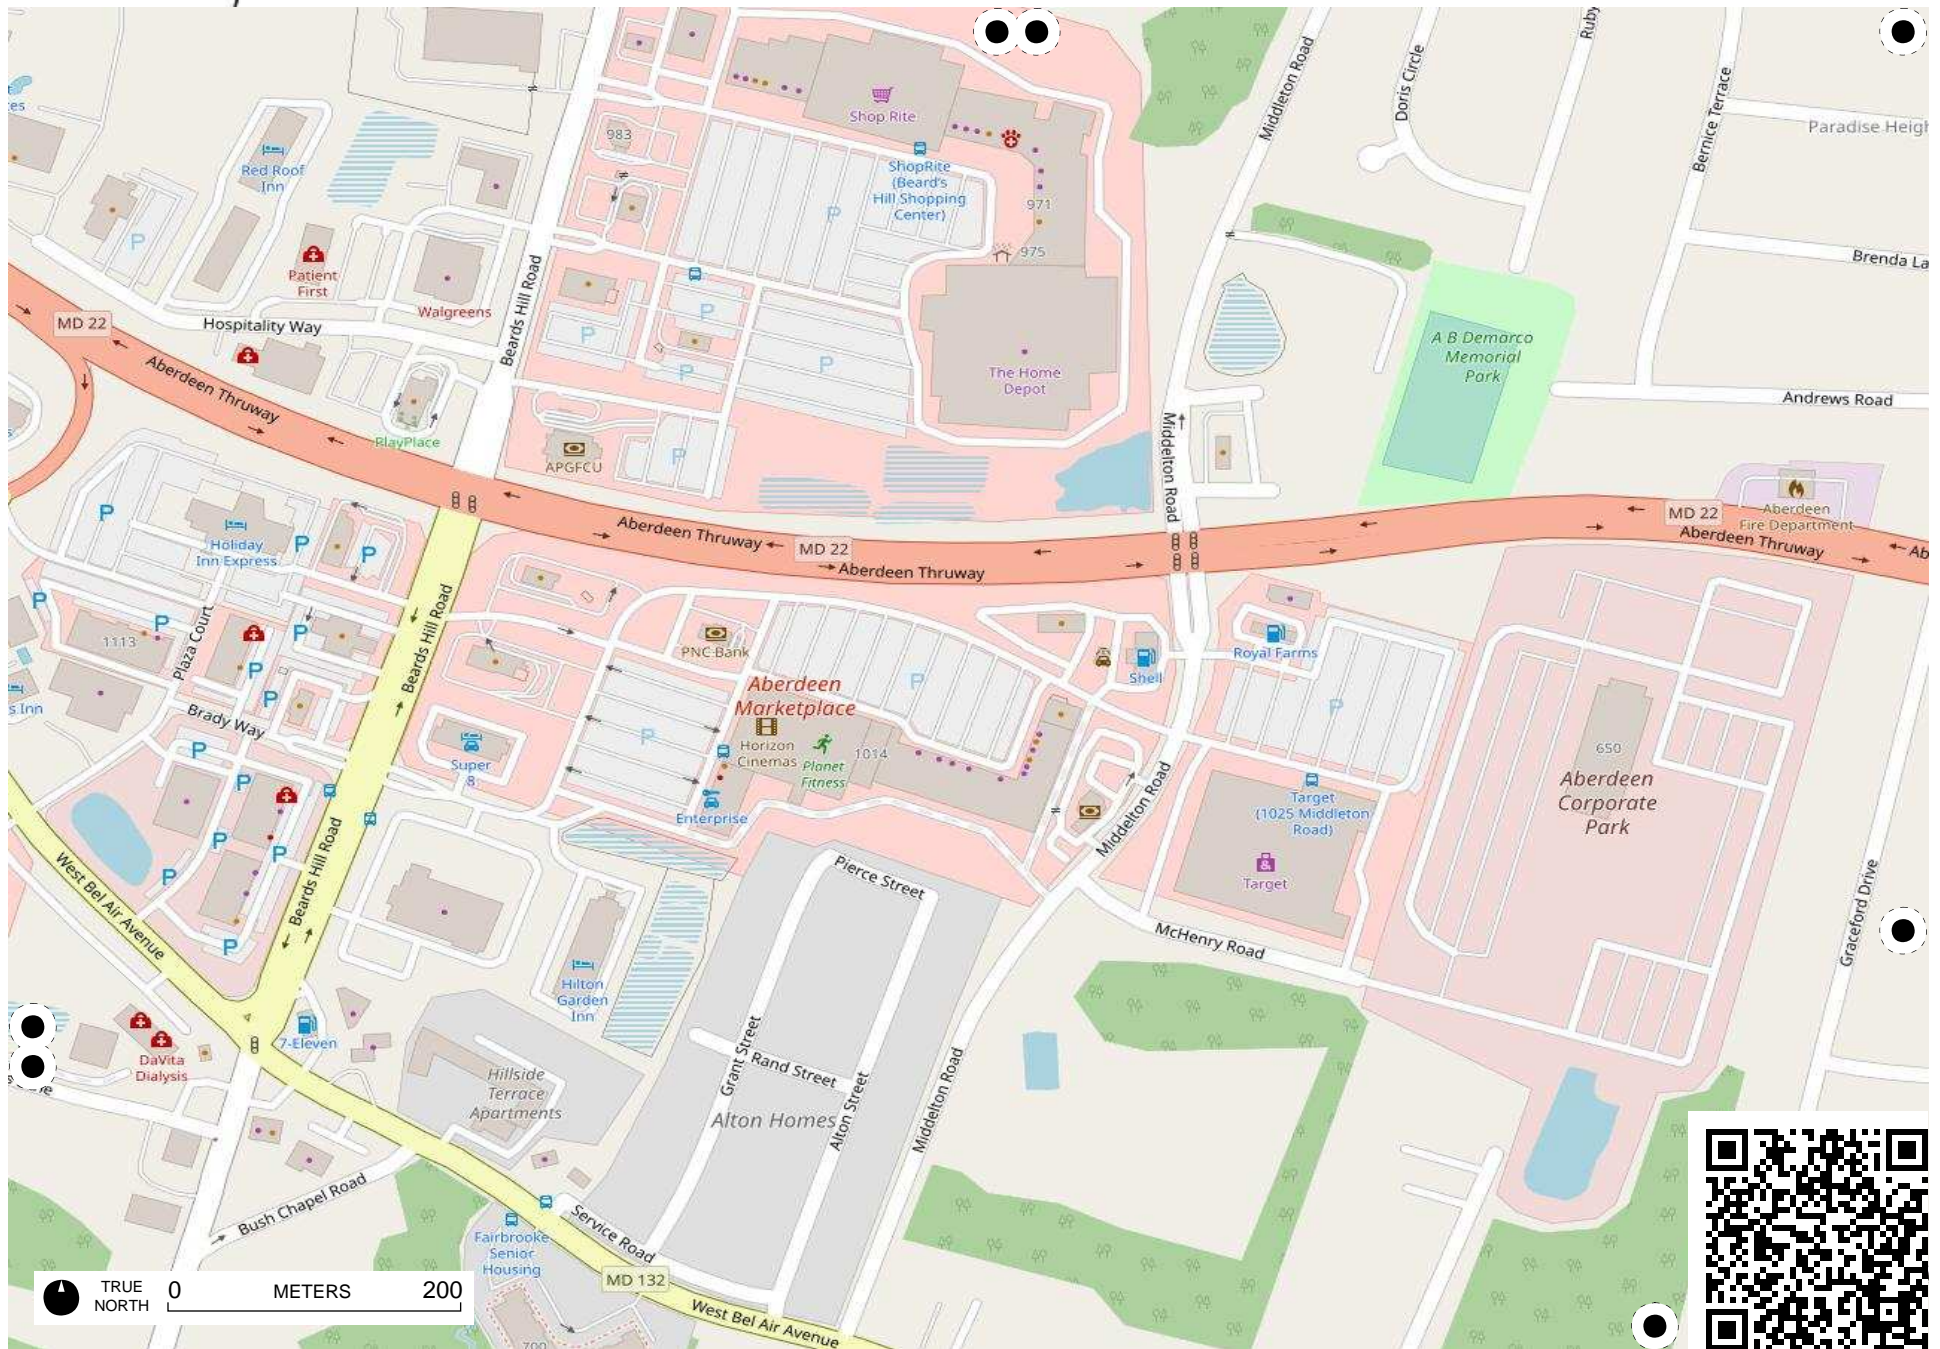 Shop Rite
983
Middleton Road
Doris Circle
Bernice Terrace
Paradise
Red Roof
Inn
ShopRite
(Beard's
Hill Shopping
Center)
P
P
971
975
Patient
First
Walgreens
Brenda
Beards Hill Road
Hospitality Way
MD 22
P
P
P
P
The Home
Depot
A B Demarco
Memorial
Park
Andrews Road
Aberdeen Thruway
PlayPlace
APGFCU
P
Middelton Road
Aberdeen
Fire Department
MD 22
Aberdeen Thruway
Aberdeen Thruway
MD 22
Aberdeen Thruway
P
Holiday
Inn Express
P
P
P
P
P
1113
Plaza Court
P
P
Beards Hill Road
PNC Bank
Royal Farms
Shell
P
P
P
s Inn
Brady Way
Aberdeen
Marketplace
Horizon
Cinemas
Planet
Fitness
1014
650
Aberdeen
Corporate
Park
Super
8
Enterprise
Target
(1025 Middleton
Road)
Target
P
P
P
P
P
P
Middelton Road
Beards Hill Road
West Bel Air Avenue
Pierce Street
McHenry Road
Graceford Drive
Hilton
Garden
Inn
7-Eleven
DaVita
Dialysis
Hillside
Terrace
Apartments
Grant Street
Rand Street
Alton Street
Alton Homes
Middelton Road
Bush Chapel Road
Service Road
Fairbrooke
Senior
Housing
MD 132
West Bel Air Avenue
700
TRUE
NORTH
0 METERS 200